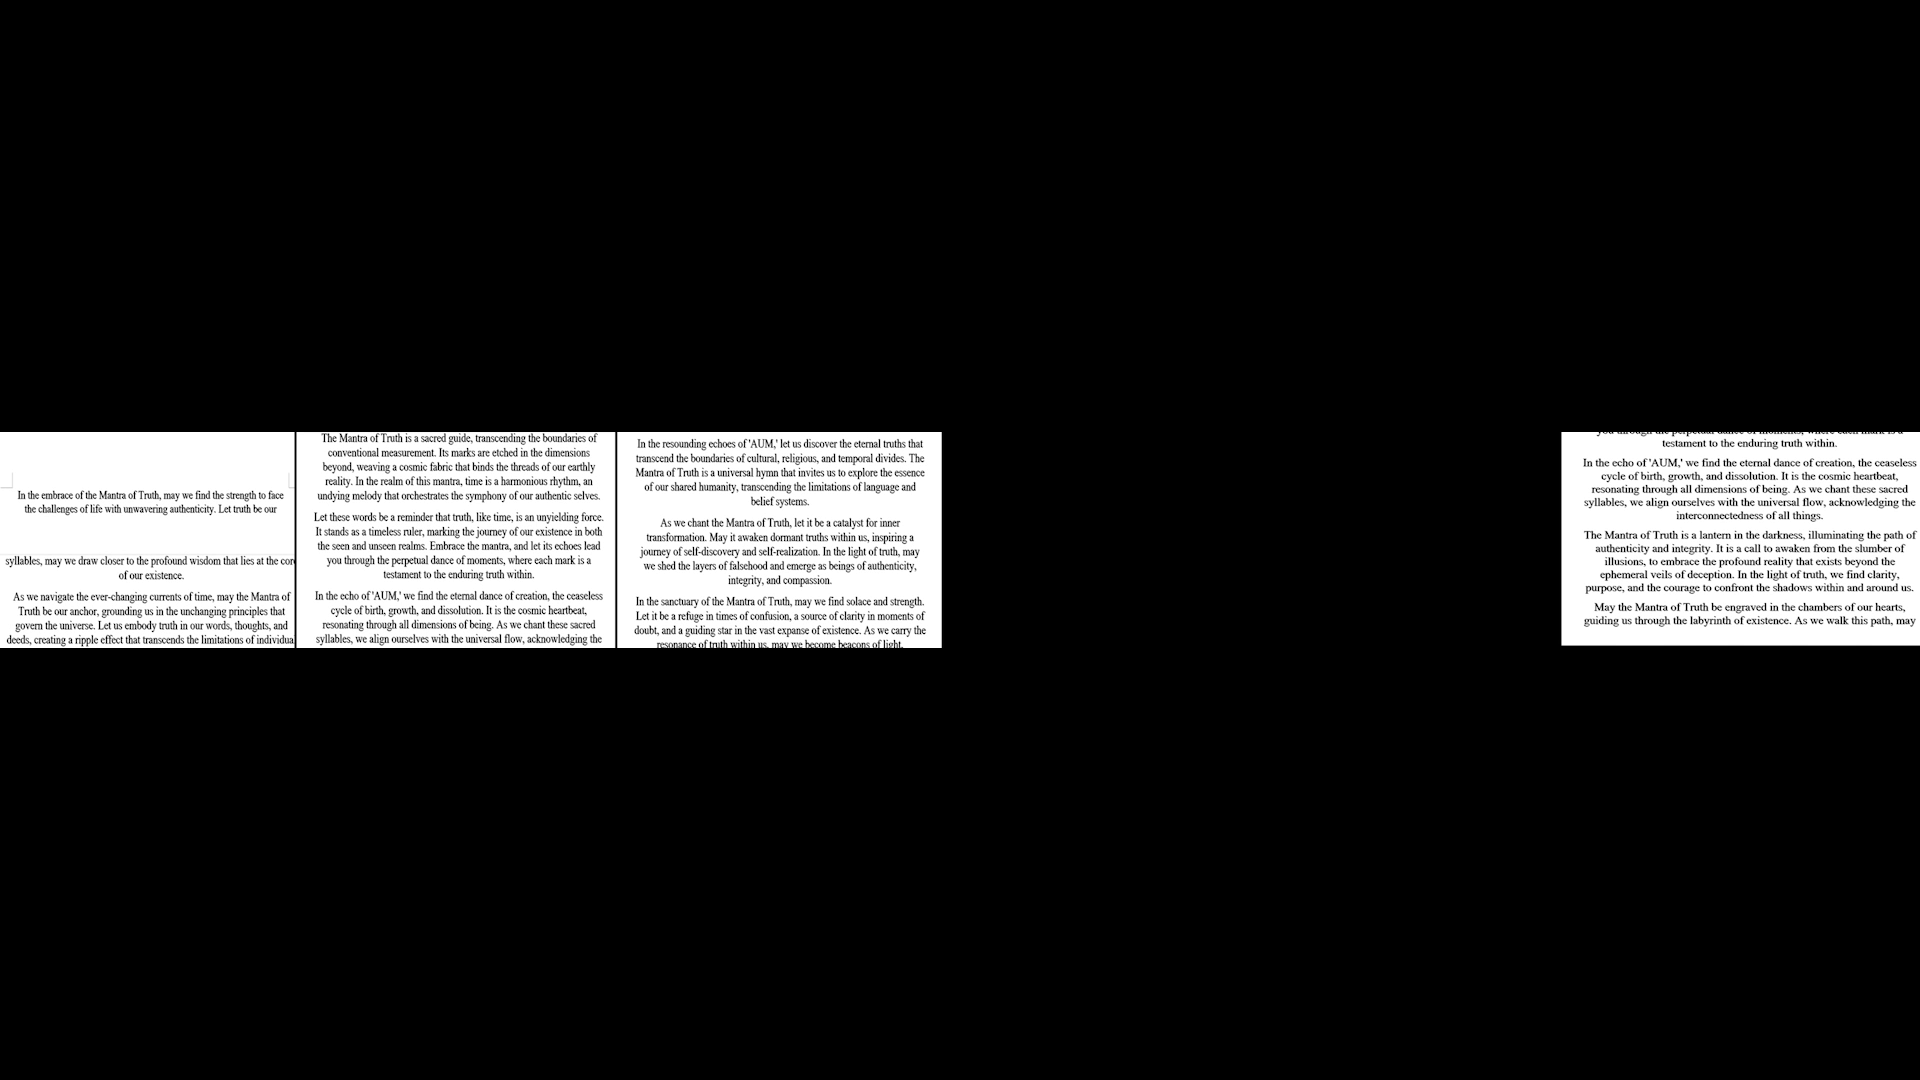 In the embrace of the Mantra of Truth, may we find the strength to face
the challenges of life with unwavering authenticity. Let truth be our
syllables, may we draw closer to the profound wisdom that lies at the core
of our existence.
As we navigate the ever-changing currents of time, may the Mantra of
Truth be our anchor, grounding us in the unchanging principles that
govern the universe. Let us embody truth in our words, thoughts, and
deeds, creating a ripple effect that transcends the limitations of individua
The Mantra of Truth is a sacred guide, transcending the boundaries of
conventional measurement. Its marks are etched in the dimensions
beyond, weaving a cosmic fabric that binds the threads of our earthly
reality. In the realm of this mantra, time is a harmonious rhythm, an
undying melody that orchestrates the symphony of our authentic selves.
Let these words be a reminder that truth, like time, is an unyielding force.
It stands as a timeless ruler, marking the journey of our existence in both
the seen and unseen realms. Embrace the mantra, and let its echoes lead
you through the perpetual dance of moments, where each mark is a
testament to the enduring truth within.
In the echo of 'AUM,' we find the eternal dance of creation, the ceaseless
cycle of birth, growth, and dissolution. It is the cosmic heartbeat,
resonating through all dimensions of being. As we chant these sacred
syllables, we align ourselves with the universal flow, acknowledging the
In the resounding echoes of 'AUM,' let us discover the eternal truths that
transcend the boundaries of cultural, religious, and temporal divides. The
Mantra of Truth is a universal hymn that invites us to explore the essence
of our shared humanity, transcending the limitations of language and
belief systems.
As we chant the Mantra of Truth, let it be a catalyst for inner
transformation. May it awaken dormant truths within us, inspiring a
journey of self-discovery and self-realization. In the light of truth, may
we shed the layers of falsehood and emerge as beings of authenticity,
integrity, and compassion.
In the sanctuary of the Mantra of Truth, may we find solace and strength.
Let it be a refuge in times of confusion, a source of clarity in moments of
doubt, and a guiding star in the vast expanse of existence. As we carry the
resonance of truth within us, may we become beacons of light,
you through the perpetual dance of moments, where each mark is a
testament to the enduring truth within.
In the echo of 'AUM,' we find the eternal dance of creation, the ceaseless
cycle of birth, growth, and dissolution. It is the cosmic heartbeat,
resonating through all dimensions of being. As we chant these sacred
syllables, we align ourselves with the universal flow, acknowledging the
interconnectedness of all things.
The Mantra of Truth is a lantern in the darkness, illuminating the path of
authenticity and integrity. It is a call to awaken from the slumber of
illusions, to embrace the profound reality that exists beyond the
ephemeral veils of deception. In the light of truth, we find clarity,
purpose, and the courage to confront the shadows within and around us.
May the Mantra of Truth be engraved in the chambers of our hearts,
guiding us through the labyrinth of existence. As we walk this path, may